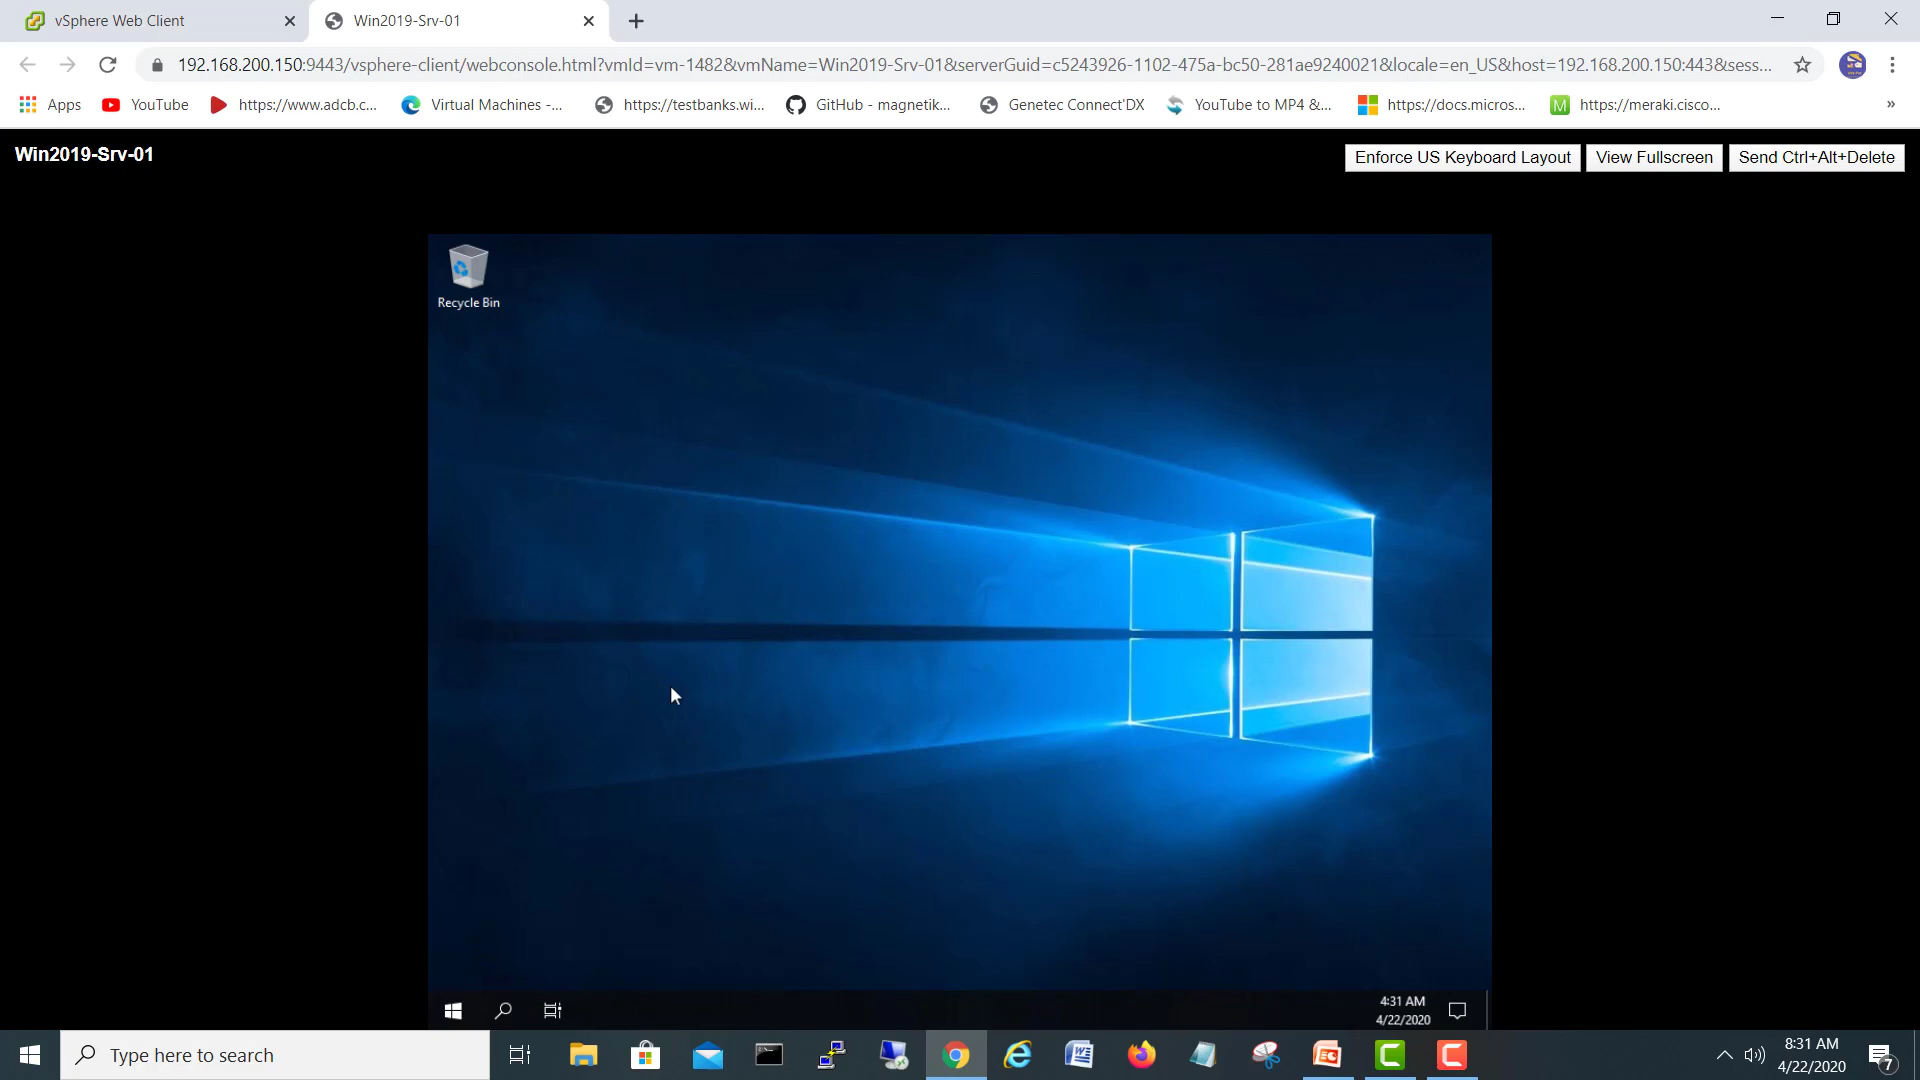 vSphere Web Client
Win2019-Srv-01
192.168.200.150:9443/vsphere-client/webconsole.html?vmId=vm-1482&vmName=Win2019-Srv-01&serverGuid=c5243926-1102-475a-bc50-281ae9240021&locale=en_US&host=192.168.200.150:443&sess...
Apps
YouTube
https://www.adcb.c...
Virtual Machines -...
https://testbanks.wi...
GitHub - magnetik...
Genetec Connect'DX
YouTube to MP4 &...
https://docs.micros...
M
https://meraki.cisco...
»
Win2019-Srv-01
Enforce US Keyboard Layout
View Fullscreen
Send Ctrl+Alt+Delete
Recycle Bin
4:31 AM
4/22/2020
Type here to search
8:31 AM
4/22/2020
7